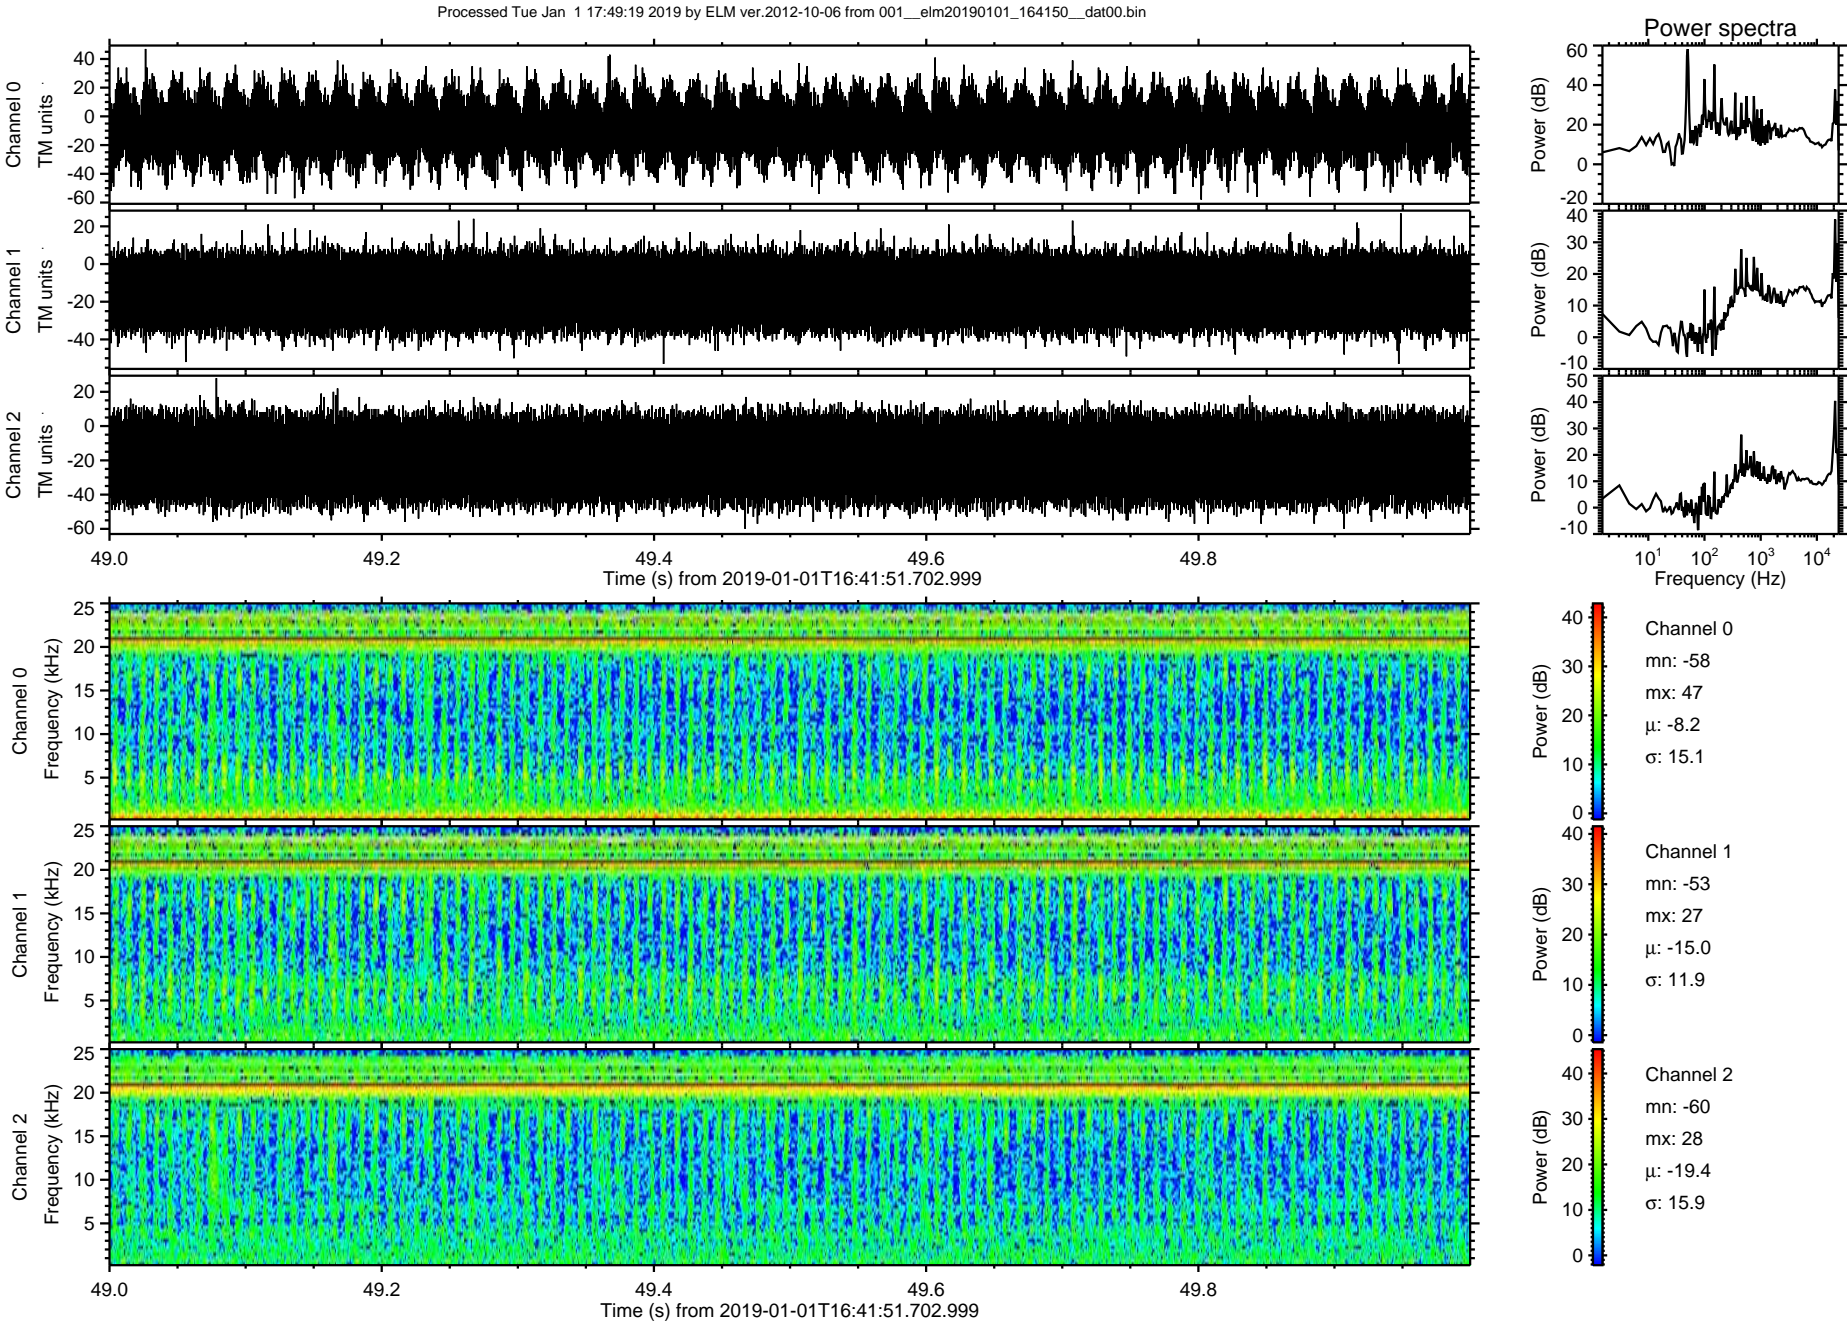 Processed Tue Jan  1 17:49:19 2019 by ELM ver.2012-10-06 from 001__elm20190101_164150__dat00.bin
Power spectra
Channel 0
TM units
40
20
0
-20
-40
-60
Power (dB)
60
40
20
0
-20
Channel 1
TM units
20
0
-20
-40
Power (dB)
40
30
20
10
0
-10
Channel 2
TM units
20
0
-20
-40
-60
Power (dB)
50
40
30
20
10
0
-10
49.0 49.2 49.4 49.6 49.8
Time (s) from 2019-01-01T16:41:51.702.999
10^1 10^2 10^3 10^4
Frequency (Hz)
Channel 0
Frequency (kHz)
25
20
15
10
5
Power (dB)
40
30
20
10
0
Channel 0
mn: -58
mx: 47
μ: -8.2
σ: 15.1
Channel 1
Frequency (kHz)
25
20
15
10
5
Power (dB)
40
30
20
10
0
Channel 1
mn: -53
mx: 27
μ: -15.0
σ: 11.9
Channel 2
Frequency (kHz)
25
20
15
10
5
Power (dB)
40
30
20
10
0
Channel 2
mn: -60
mx: 28
μ: -19.4
σ: 15.9
49.0 49.2 49.4 49.6 49.8
Time (s) from 2019-01-01T16:41:51.702.999